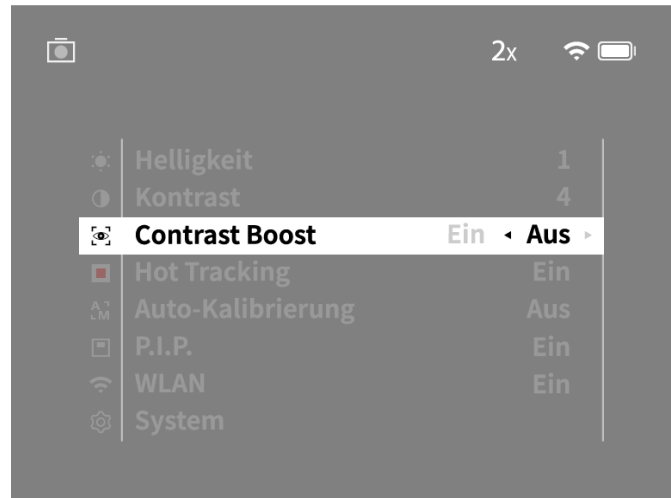 2x
Helligkeit 1
Kontrast 4
Contrast Boost Ein Aus
Hot Tracking Ein
Auto-Kalibrierung Aus
P.I.P. Ein
WLAN Ein
System